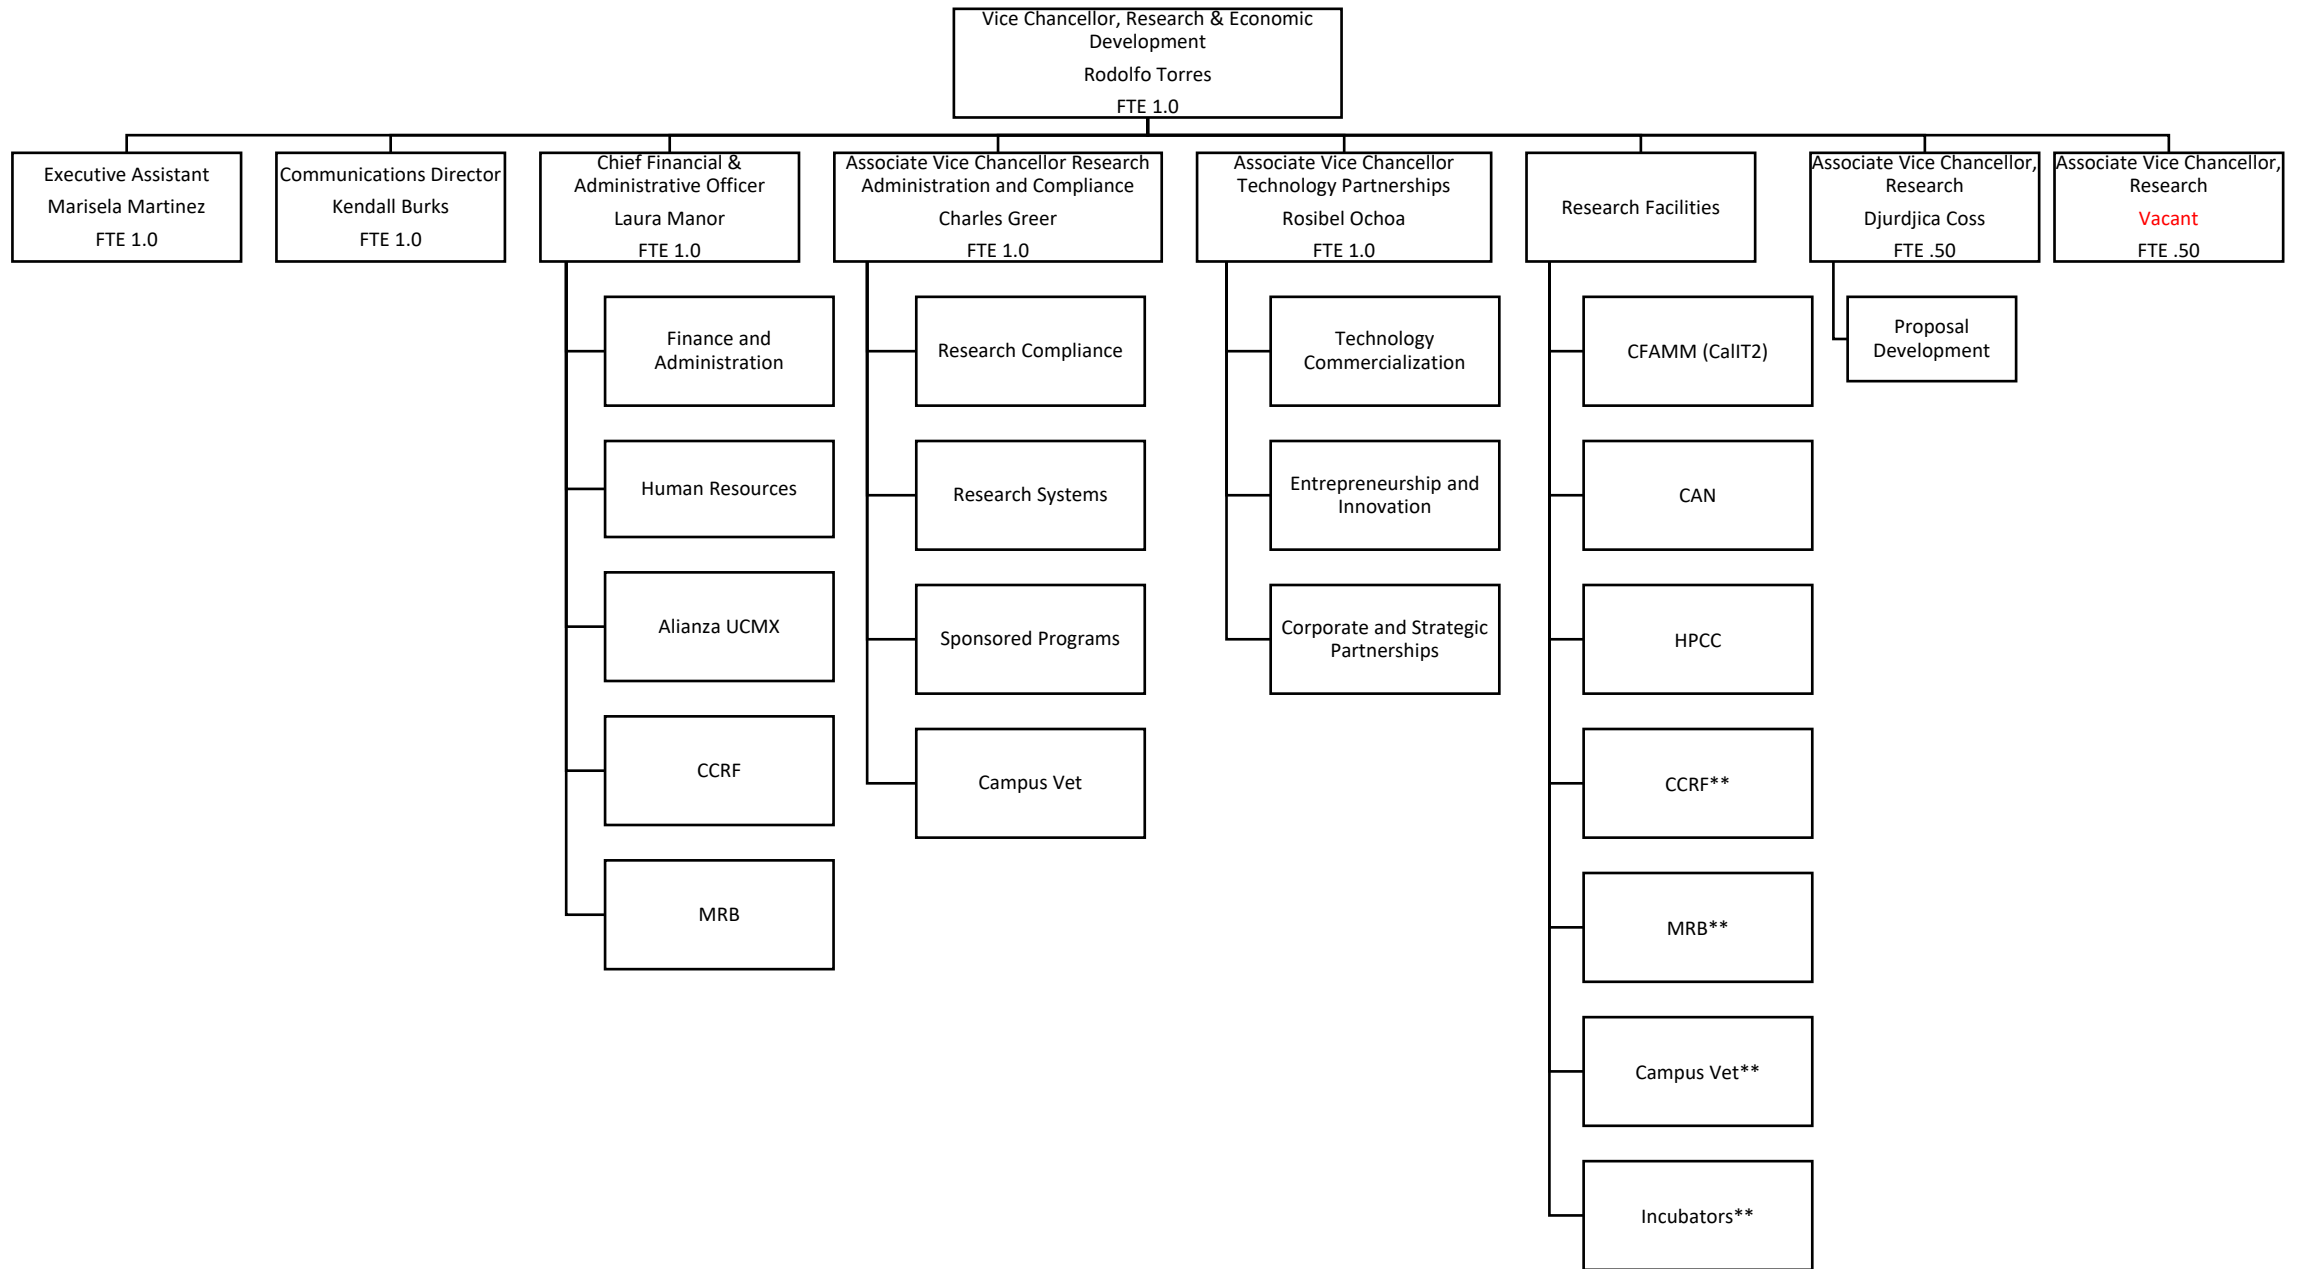 Vice Chancellor, Research & Economic
Development
Rodolfo Torres
FTE 1.0
Executive Assistant
Marisela Martinez
FTE 1.0
Communications Director
Kendall Burks
FTE 1.0
Chief Financial &
Administrative Officer
Laura Manor
FTE 1.0
Associate Vice Chancellor Research
Administration and Compliance
Charles Greer
FTE 1.0
Associate Vice Chancellor
Technology Partnerships
Rosibel Ochoa
FTE 1.0
Research Facilities
Associate Vice Chancellor,
Research
Djurdjica Coss
FTE .50
Associate Vice Chancellor,
Research
Vacant
FTE .50
Finance and
Administration
Human Resources
Alianza UCMX
CCRF
MRB
Research Compliance
Research Systems
Sponsored Programs
Campus Vet
Technology
Commercialization
Entrepreneurship and
Innovation
Corporate and Strategic
Partnerships
CFAMM (CalIT2)
CAN
HPCC
CCRF**
MRB**
Campus Vet**
Incubators**
Proposal
Development